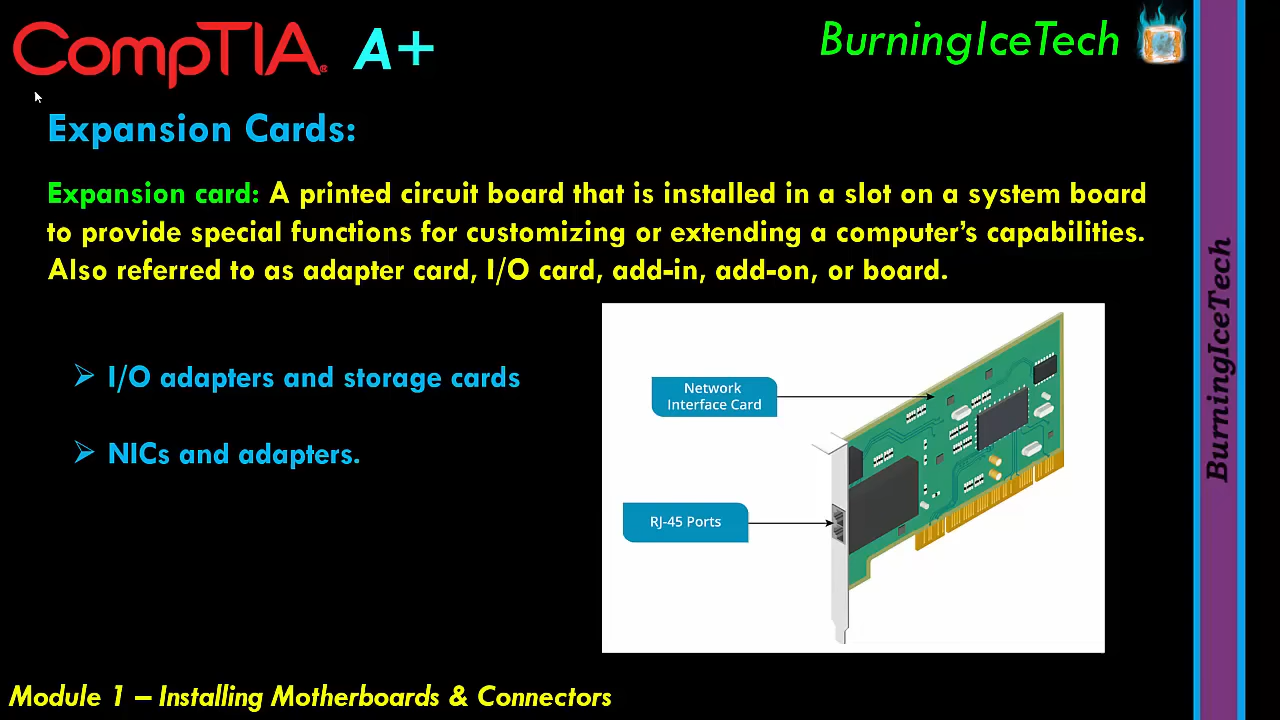 CompTIA® A+
BurningIceTech
Expansion Cards:
Expansion card: A printed circuit board that is installed in a slot on a system board
to provide special functions for customizing or extending a computer’s capabilities.
Also referred to as adapter card, I/O card, add-in, add-on, or board.
➢ I/O adapters and storage cards
➢ NICs and adapters.
Network
Interface Card
RJ-45 Ports
Module 1 – Installing Motherboards & Connectors
BurningIceTech